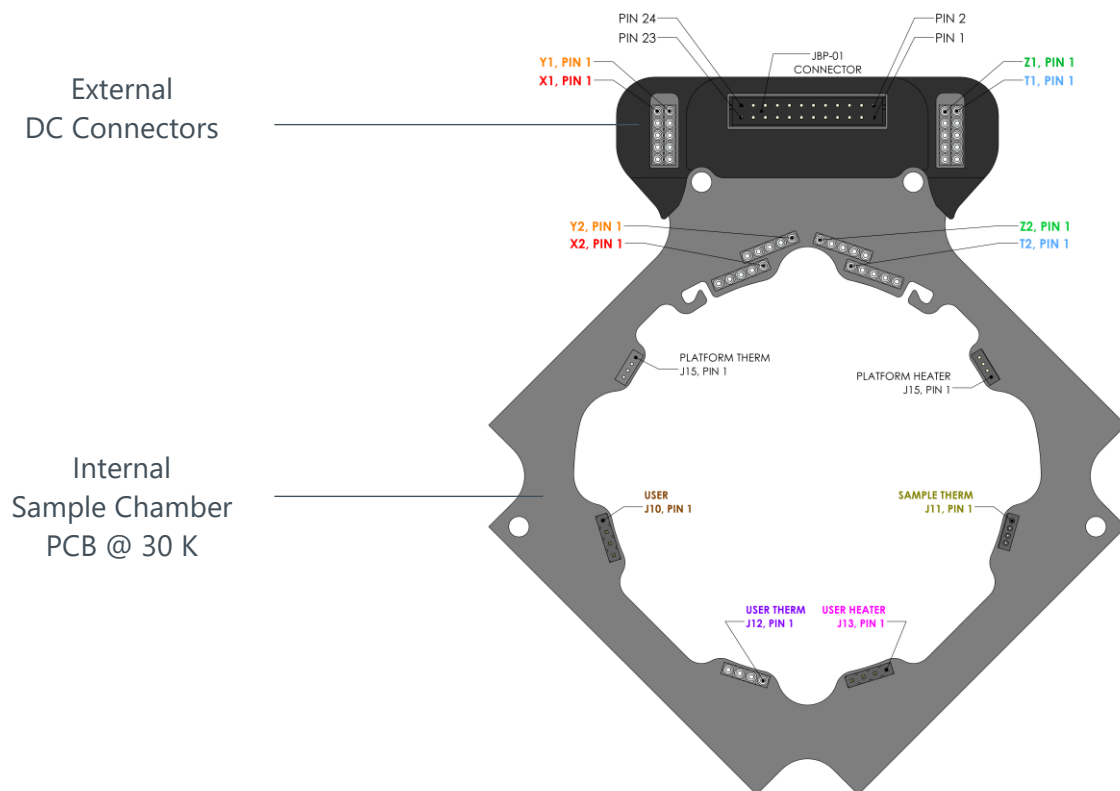 PIN 24
PIN 23
PIN 2
PIN 1
JBP-01
CONNECTOR
Y1, PIN 1
X1, PIN 1
Z1, PIN 1
T1, PIN 1
External
DC Connectors
Y2, PIN 1
X2, PIN 1
Z2, PIN 1
T2, PIN 1
PLATFORM THERM
J15, PIN 1
PLATFORM HEATER
J15, PIN 1
Internal
Sample Chamber
PCB @ 30 K
USER
J10, PIN 1
SAMPLE THERM
J11, PIN 1
USER THERM
J12, PIN 1
USER HEATER
J13, PIN 1